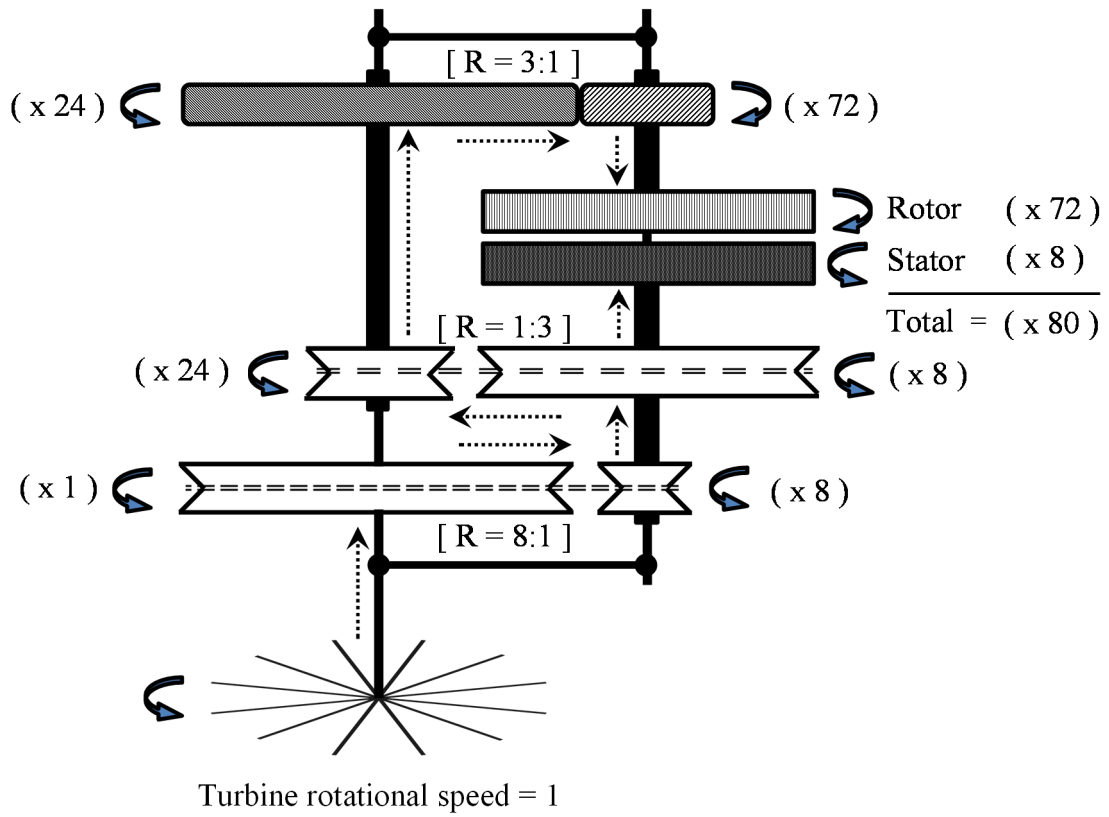 [ R = 3:1 ]
( x 24 )
( x 72 )
Rotor ( x 72 )
Stator ( x 8 )
Total = ( x 80 )
[ R = 1:3 ]
( x 24 )
( x 8 )
( x 1 )
( x 8 )
[ R = 8:1 ]
Turbine rotational speed = 1